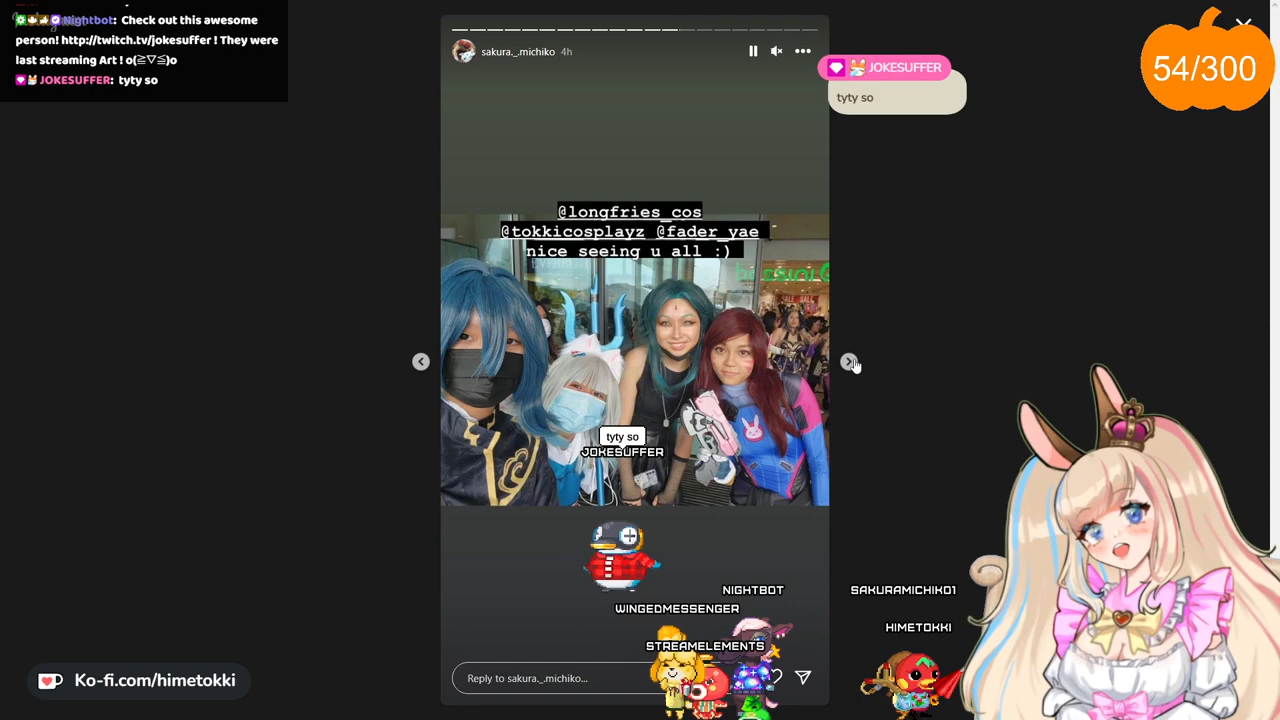 Nightbot: Check out this awesome
person! http://twitch.tv/jokesuffer ! They were
last streaming Art ! o(≧▽≦)o
JOKESUFFER: tyty so
sakura._.michiko 4h
JOKESUFFER
tyty so
54/300
@longfries_cos
@tokkicosplayz @fader_yae
nice seeing u all :)
SALE SALE
tyty so
JOKESUFFER
NIGHTBOT
WINGEDMESSENGER
STREAMELEMENTS
SAKURAMICHIKO1
HIMETOKKI
Reply to sakura._.michiko...
Ko-fi.com/himetokki